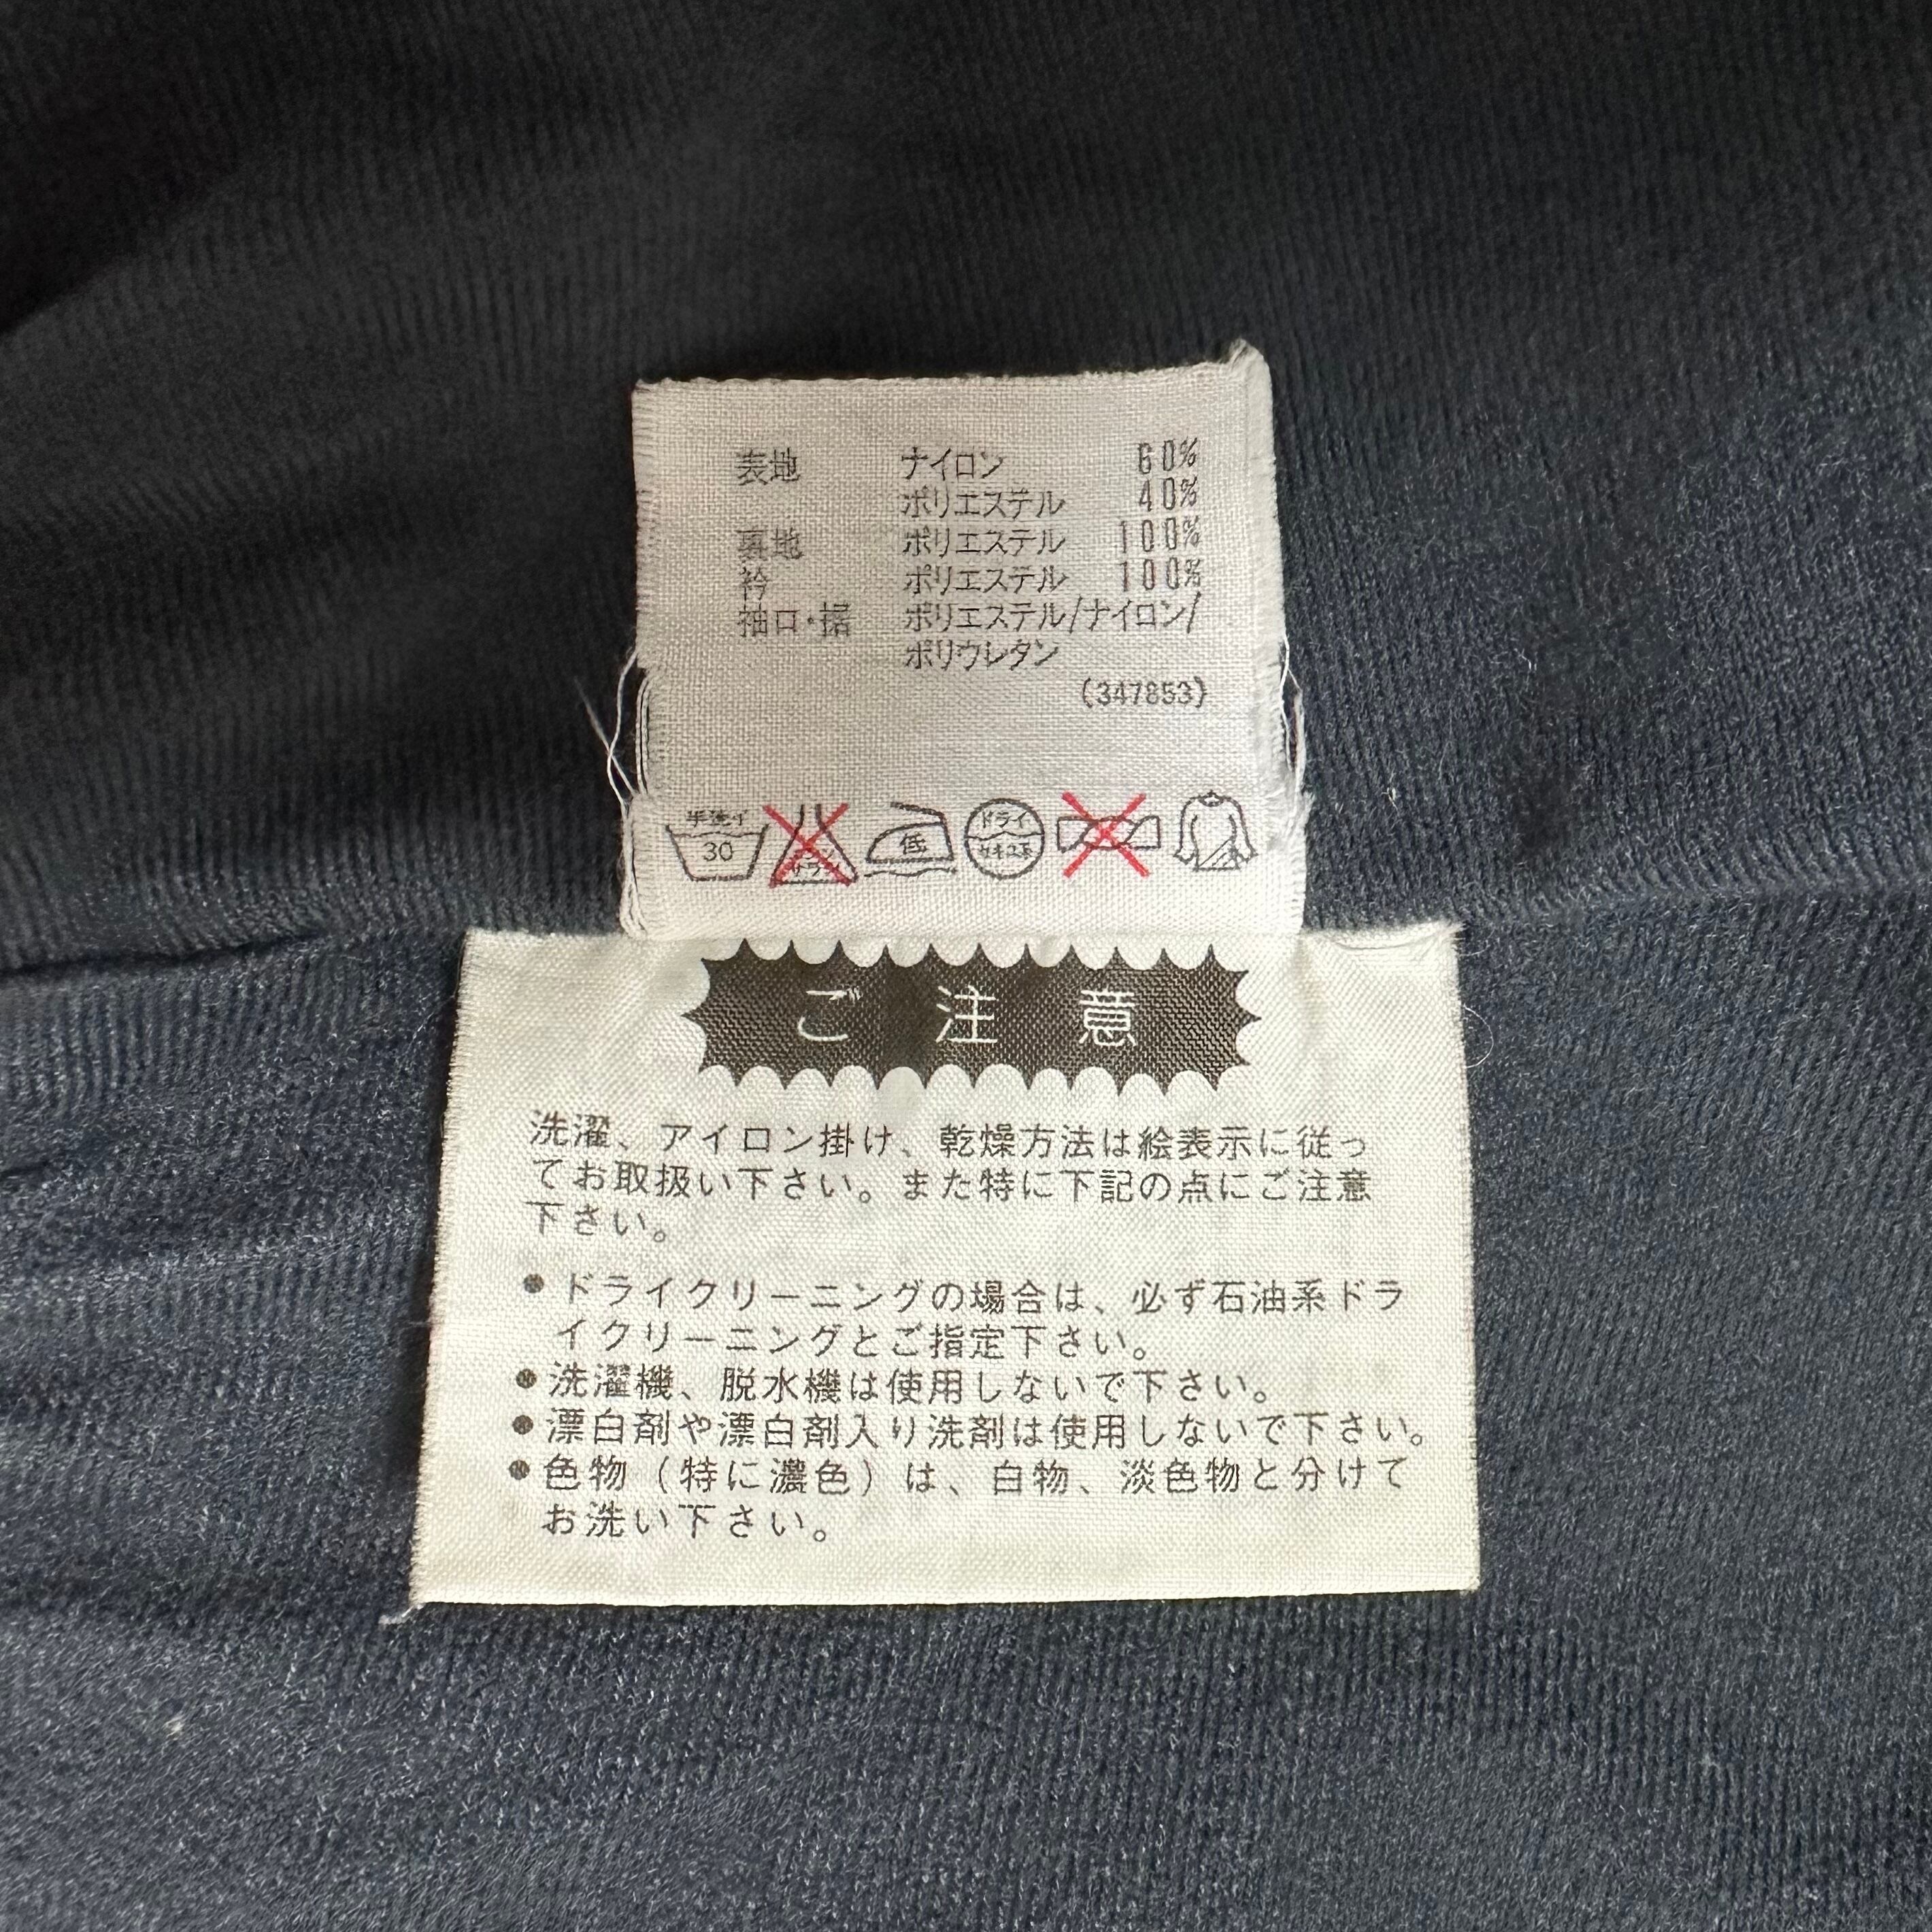 表地 ナイロン 60%
ポリエステル 40%
裏地 ポリエステル 100%
衿 ポリエステル 100%
袖口・裾 ポリエステル/ナイロン/
ポリウレタン
(347853)
手洗イ 30 エンソサラシ 低 ドライ セキユ系
ご注意
洗濯、アイロン掛け、乾燥方法は絵表示に従っ
てお取扱い下さい。また特に下記の点にご注意
下さい。
●ドライクリーニングの場合は、必ず石油系ドラ
イクリーニングとご指定下さい。
●洗濯機、脱水機は使用しないで下さい。
●漂白剤や漂白剤入り洗剤は使用しないで下さい。
●色物（特に濃色）は、白物、淡色物と分けて
お洗い下さい。